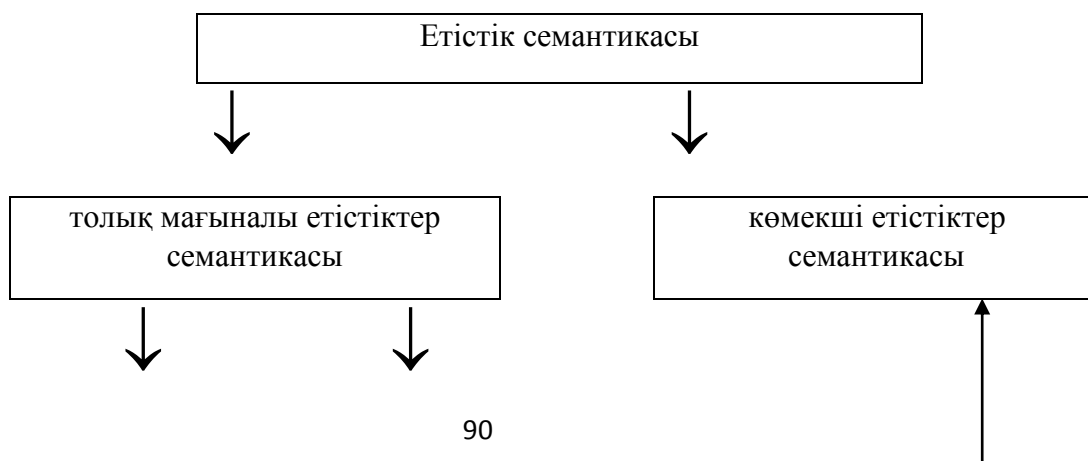 Етістік семантикасы
толық мағыналы етістіктер
семантикасы
көмекші етістіктер
семантикасы
90